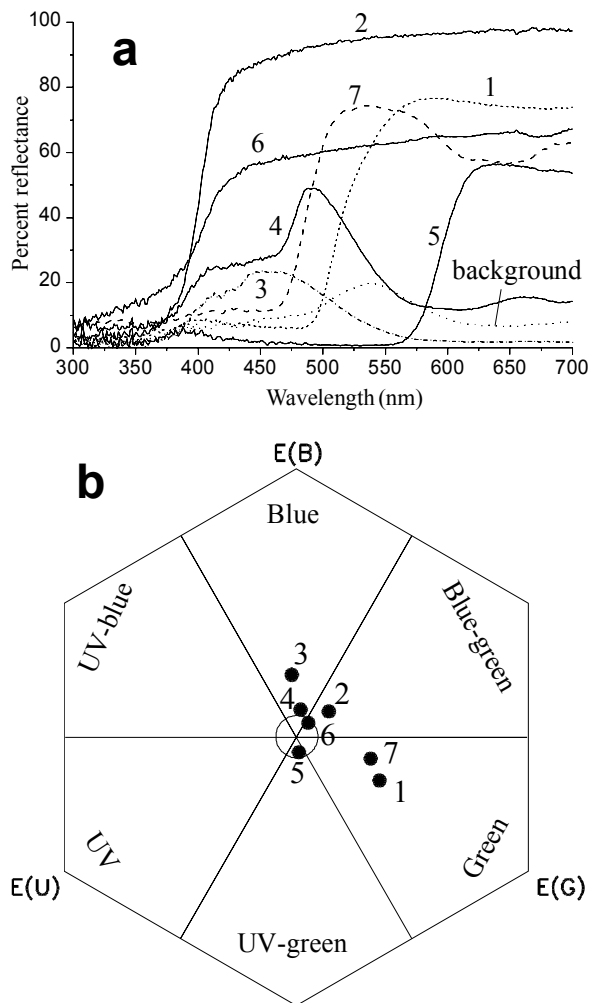 a
Percent reflectance
100
80
60
40
20
0
2
1
7
6
4
5
3
background
300 400 450 500 550 600 650 700
Wavelength (nm)
b
E(B)
Blue
UV-blue
Blue-green
3
4 2
6
5 7
1
UV
Green
E(U)
E(G)
UV-green